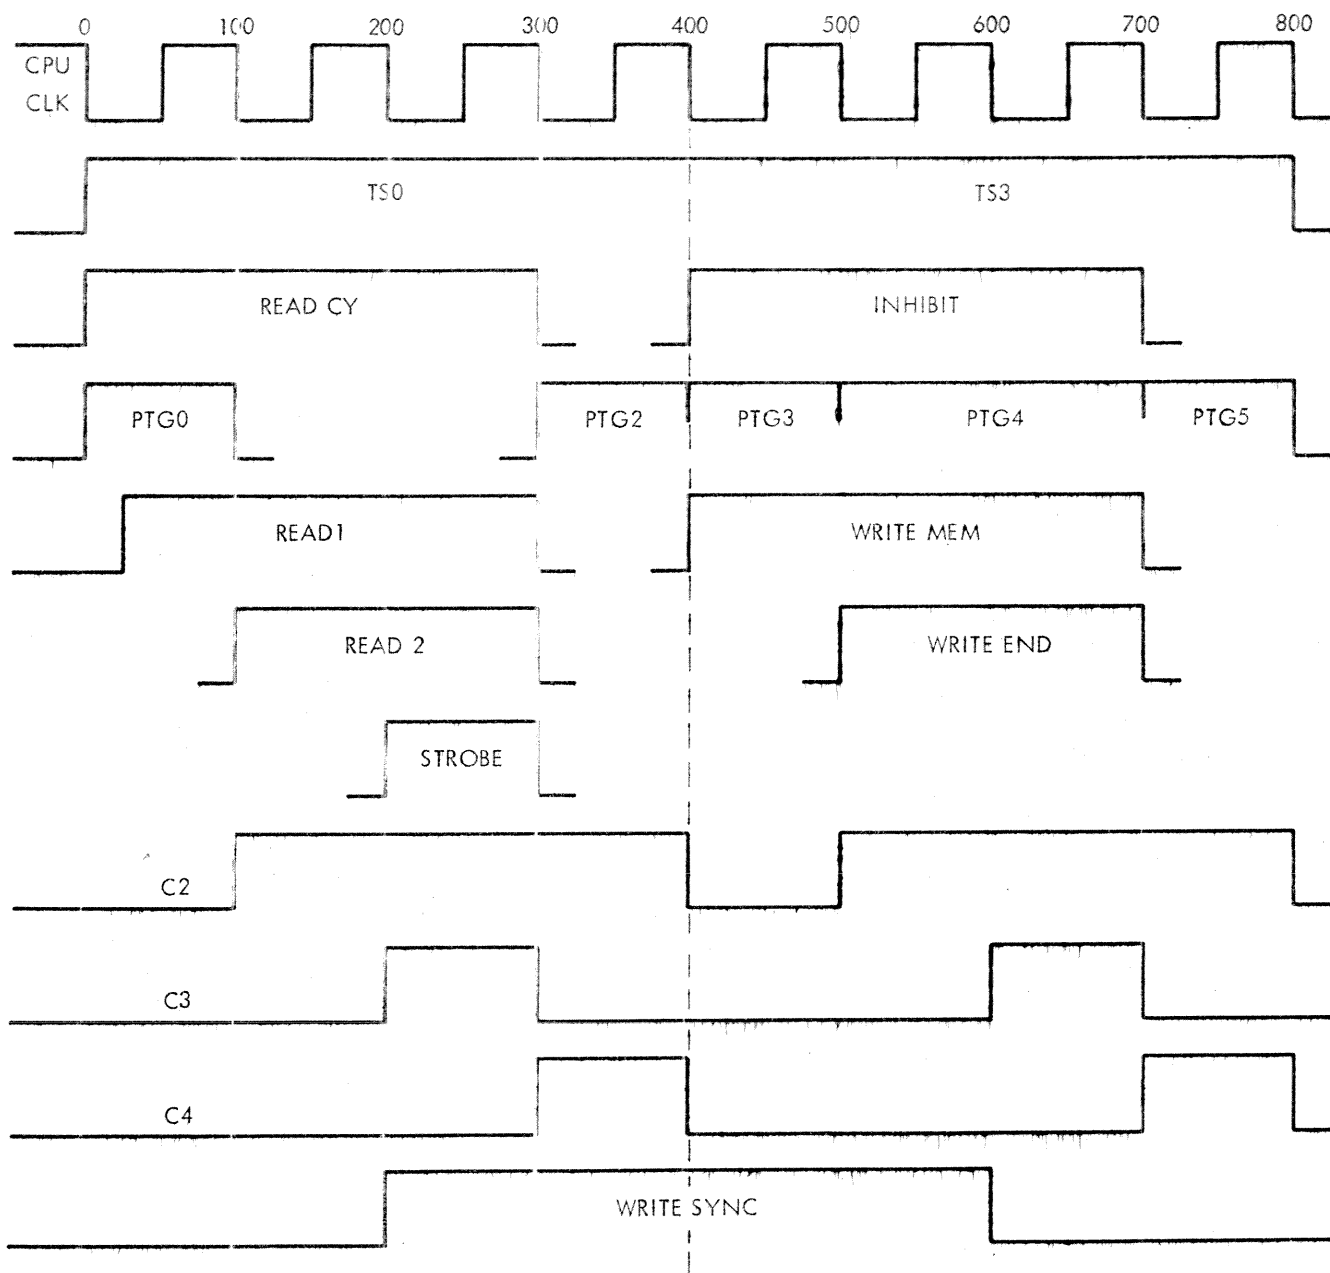 0 100 200 300 400 500 600 700 800
CPU
CLK
TS0 TS3
READ CY INHIBIT
PTG0 PTG2 PTG3 PTG4 PTG5
READ1 WRITE MEM
READ 2 WRITE END
STROBE
C2
C3
C4
WRITE SYNC